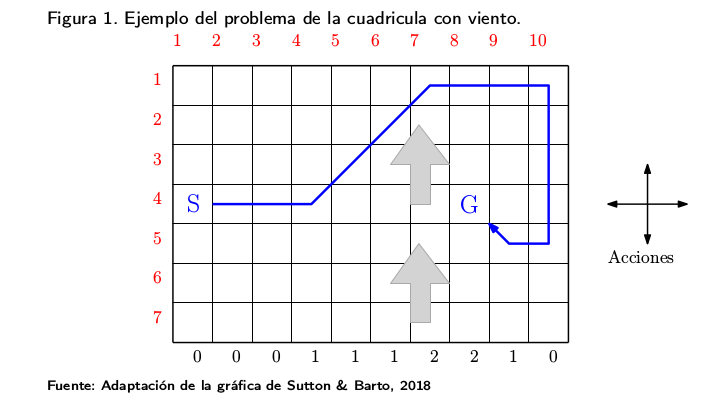 Figura 1. Ejemplo del problema de la cuadricula con viento.
1 2 3 4 5 6 7 8 9 10
1
2
3
S 4 G
5
Acciones
6
7
0 0 0 1 1 1 2 2 1 0
Fuente: Adaptación de la gráfica de Sutton & Barto, 2018